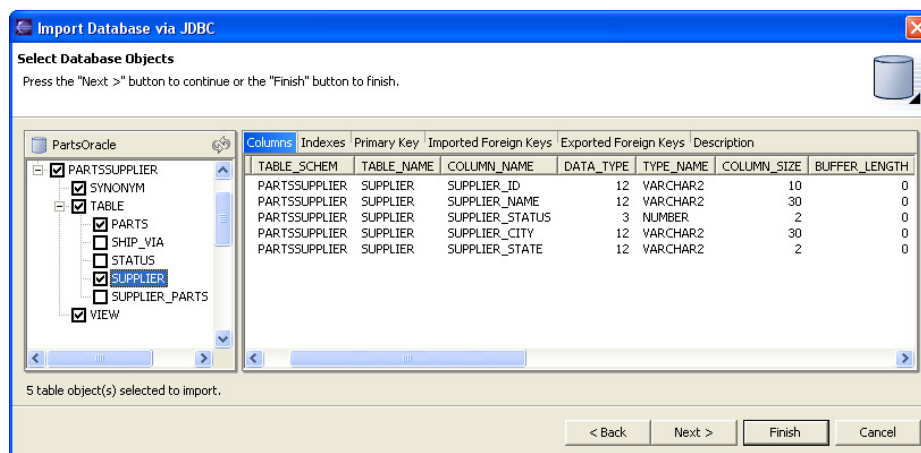 Import Database via JDBC
Select Database Objects
Press the "Next >" button to continue or the "Finish" button to finish.
PartsOracle
PARTSSUPPLIER
SYNONYM
TABLE
PARTS
SHIP_VIA
STATUS
SUPPLIER
SUPPLIER_PARTS
VIEW
Columns Indexes Primary Key Imported Foreign Keys Exported Foreign Keys Description
TABLE_SCHEM TABLE_NAME COLUMN_NAME DATA_TYPE TYPE_NAME COLUMN_SIZE BUFFER_LENGTH
PARTSSUPPLIER SUPPLIER SUPPLIER_ID 12 VARCHAR2 10 0
PARTSSUPPLIER SUPPLIER SUPPLIER_NAME 12 VARCHAR2 30 0
PARTSSUPPLIER SUPPLIER SUPPLIER_STATUS 3 NUMBER 2 0
PARTSSUPPLIER SUPPLIER SUPPLIER_CITY 12 VARCHAR2 30 0
PARTSSUPPLIER SUPPLIER SUPPLIER_STATE 12 VARCHAR2 2 0
5 table object(s) selected to import.
< Back Next > Finish Cancel